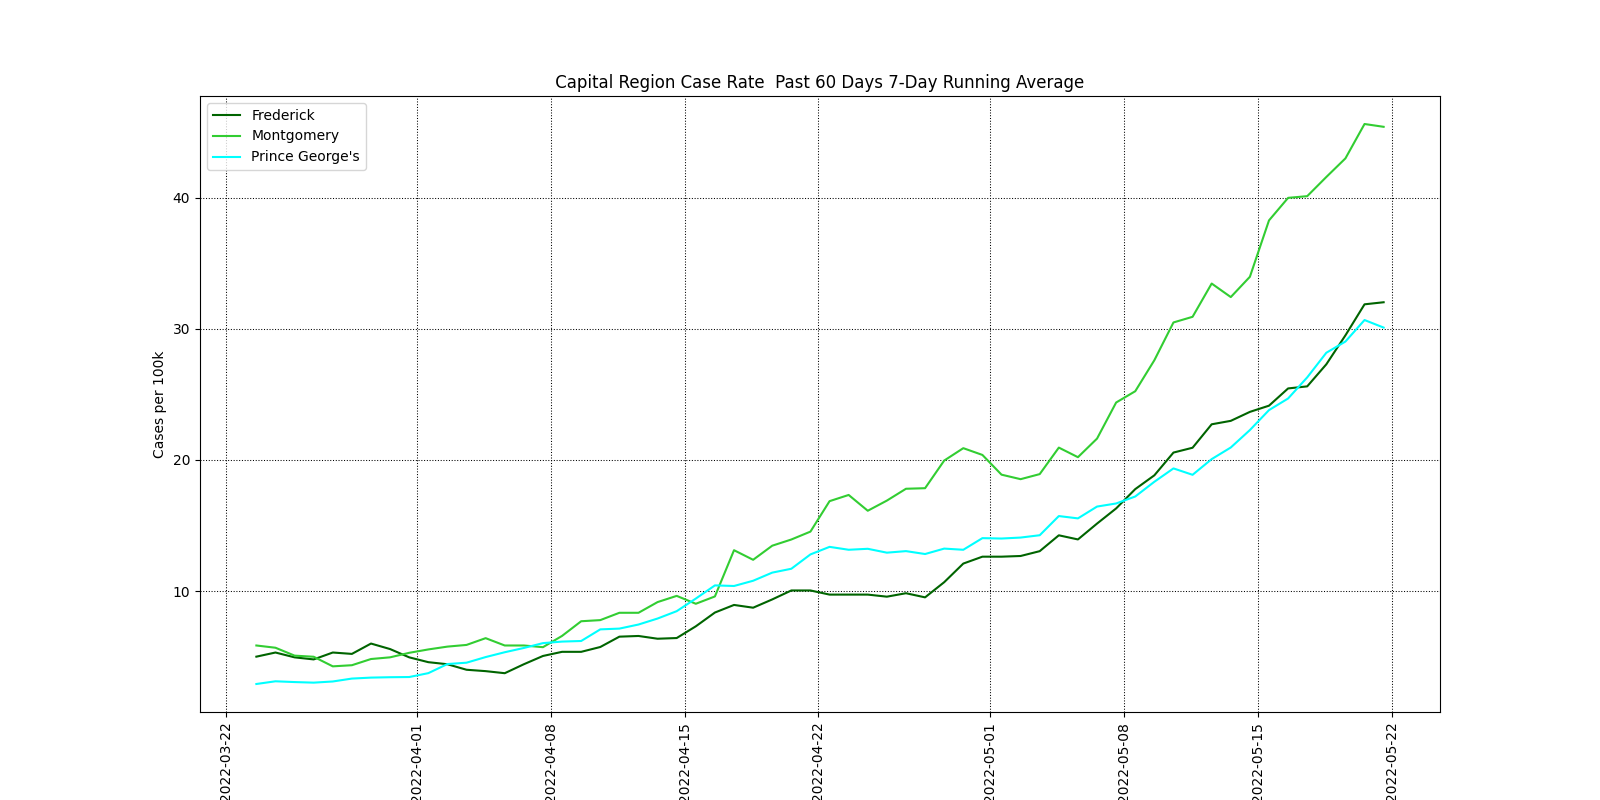 Capital Region Case Rate  Past 60 Days 7-Day Running Average
Frederick
Montgomery
Prince George's
Cases per 100k
40
30
20
10
2022-03-22
2022-04-01
2022-04-08
2022-04-15
2022-04-22
2022-05-01
2022-05-08
2022-05-15
2022-05-22